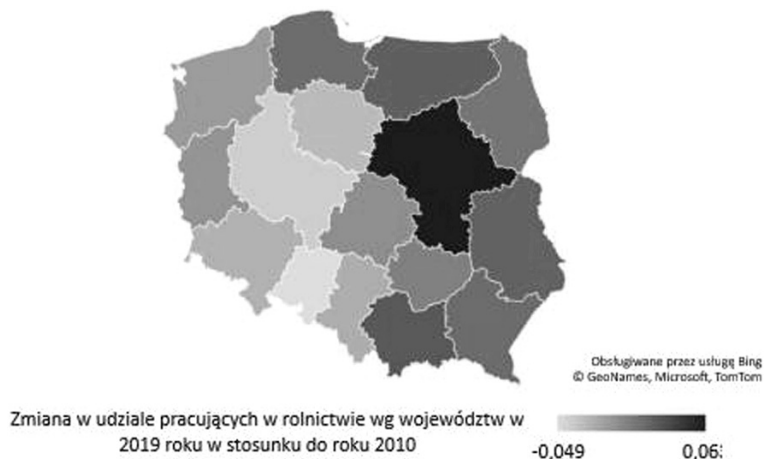 Obsługiwane przez usługę Bing
© GeoNames, Microsoft, TomTom
Zmiana w udziale pracujących w rolnictwie wg województw w
2019 roku w stosunku do roku 2010
-0.049